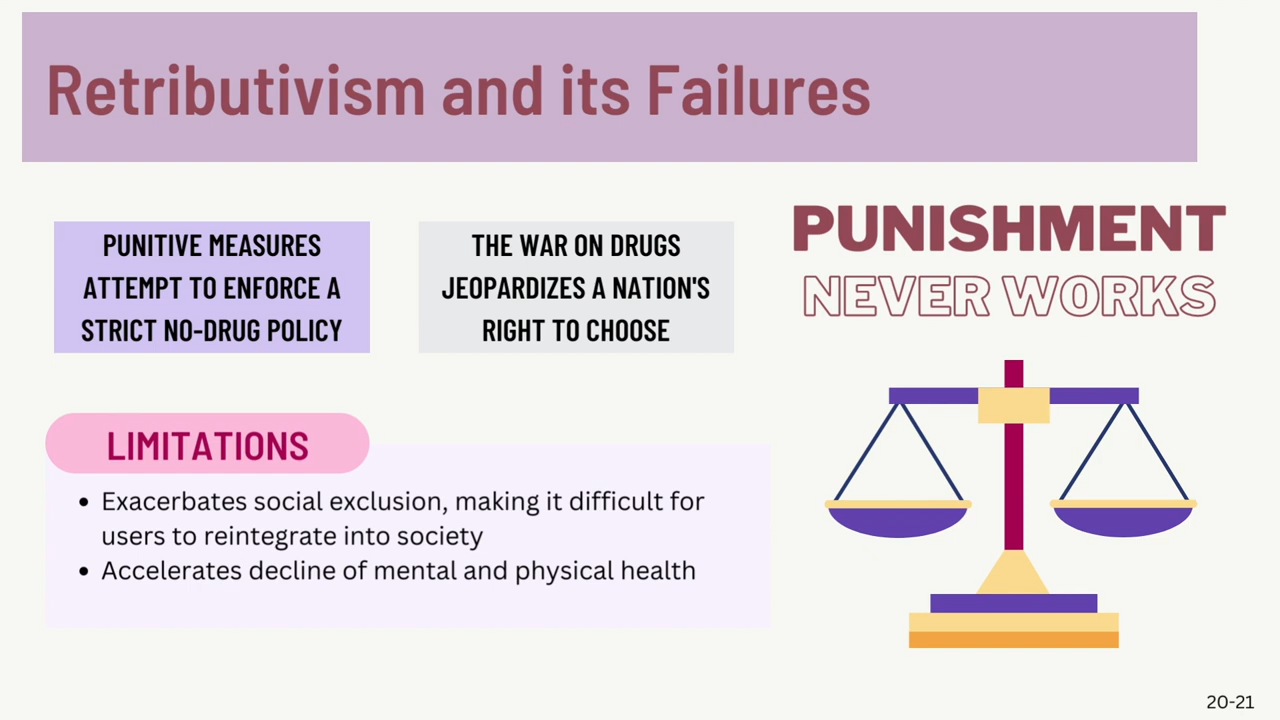 Retributivism and its Failures
PUNITIVE MEASURES
ATTEMPT TO ENFORCE A
STRICT NO-DRUG POLICY
THE WAR ON DRUGS
JEOPARDIZES A NATION'S
RIGHT TO CHOOSE
PUNISHMENT
NEVER WORKS
LIMITATIONS
• Exacerbates social exclusion, making it difficult for
users to reintegrate into society
• Accelerates decline of mental and physical health
20-21